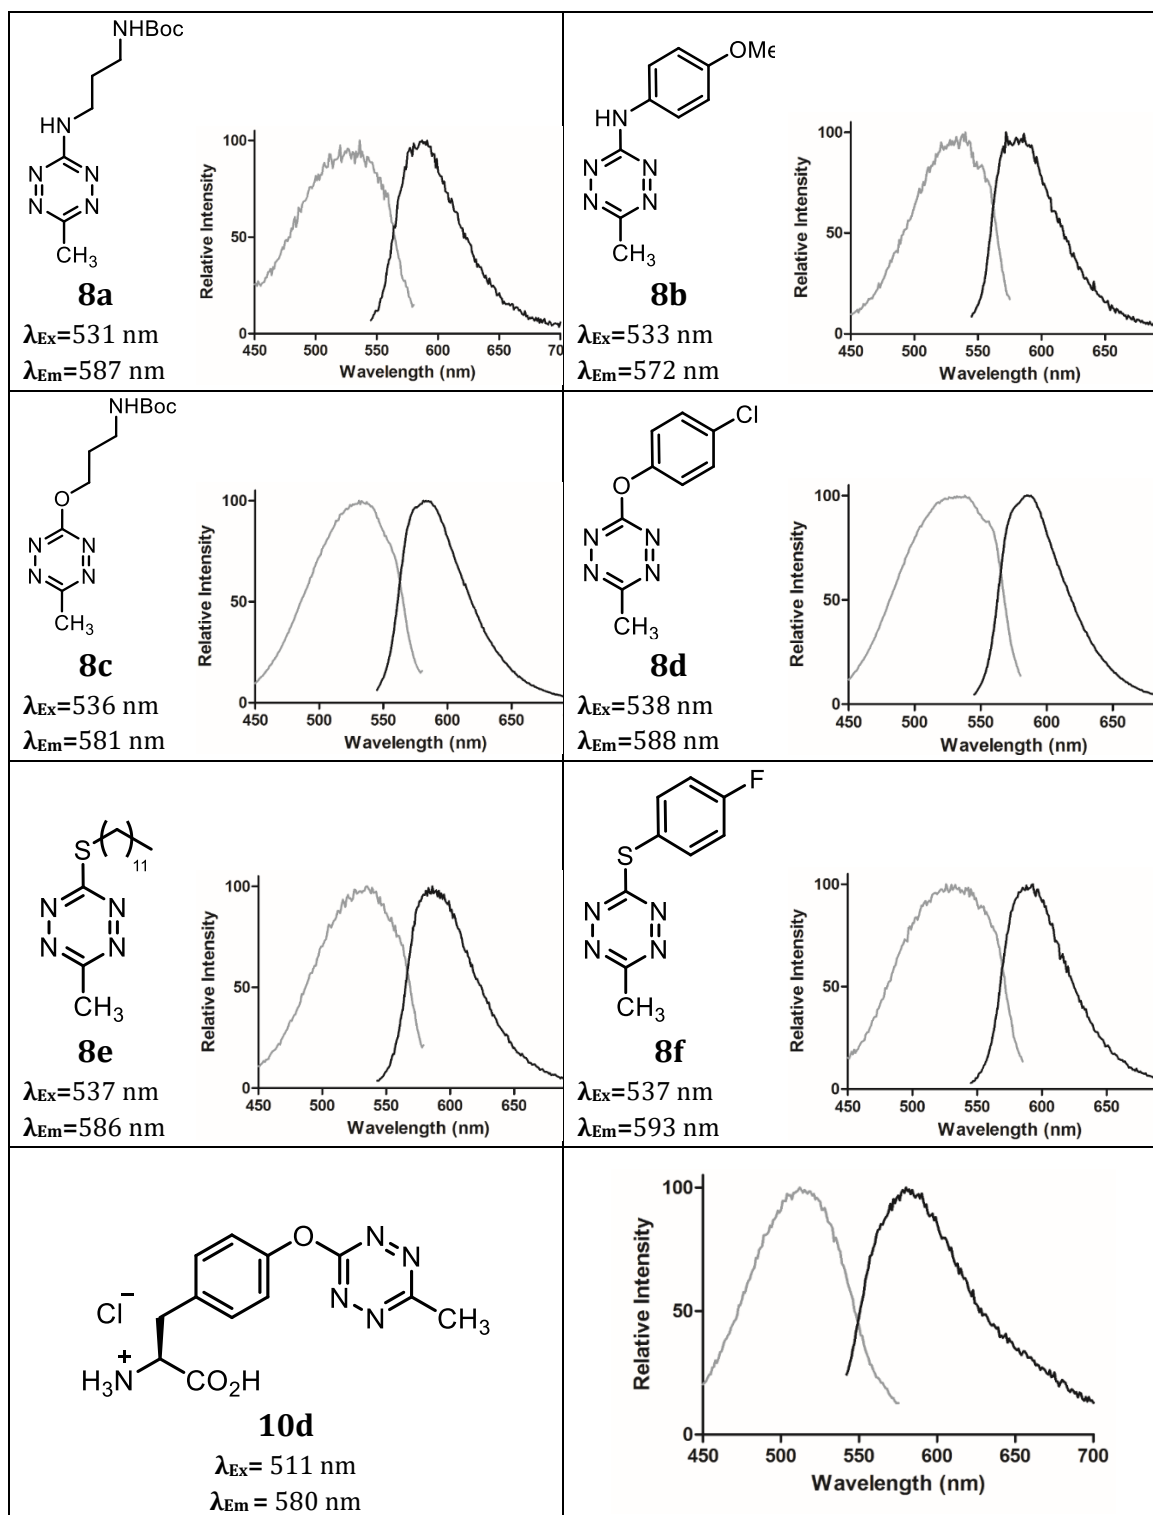 NHBoc
HN
N N
N N
CH₃
8a
λEx=531 nm
λEm=587 nm
Relative Intensity
100
50
0
450 500 550 600 650 70
Wavelength (nm)
OMe
HN
N N
N N
CH₃
8b
λEx=533 nm
λEm=572 nm
Relative Intensity
100
50
0
450 500 550 600 650
Wavelength (nm)
NHBoc
O
N N
N N
CH₃
8c
λEx=536 nm
λEm=581 nm
Relative Intensity
100
50
0
450 500 550 600 650
Wavelength (nm)
Cl
O
N N
N N
CH₃
8d
λEx=538 nm
λEm=588 nm
Relative Intensity
100
50
0
450 500 550 600 650
Wavelength (nm)
S ( ) 11
N N
N N
CH₃
8e
λEx=537 nm
λEm=586 nm
Relative Intensity
100
50
0
450 500 550 600 650
Wavelength (nm)
F
S
N N
N N
CH₃
8f
λEx=537 nm
λEm=593 nm
Relative Intensity
100
50
0
450 500 550 600 650
Wavelength (nm)
O N N
N N CH₃
Cl⁻
H₃N⁺ CO₂H
10d
λEx= 511 nm
λEm = 580 nm
Relative Intensity
100
50
0
450 500 550 600 650 700
Wavelength (nm)